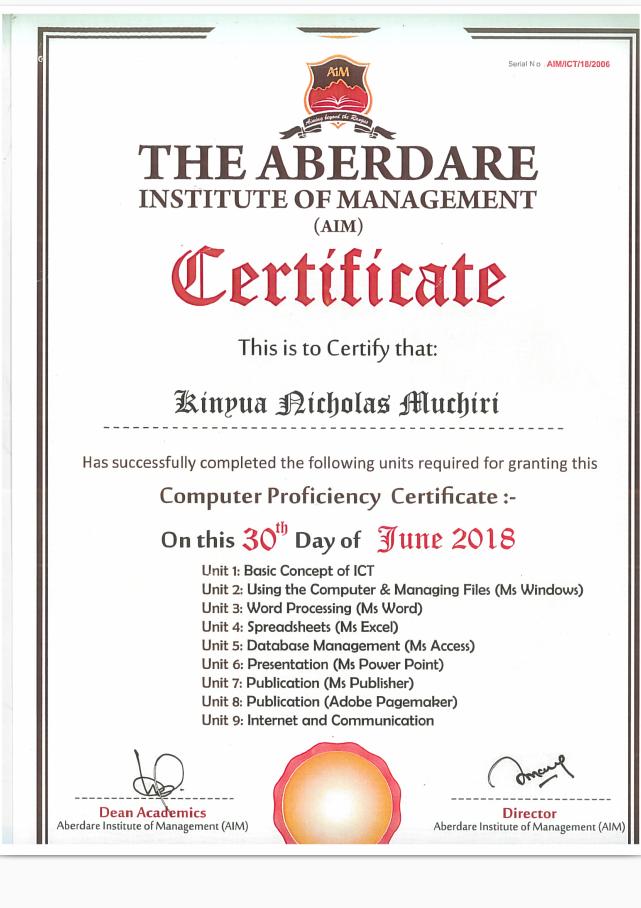 Serial No : AIM/ICT/18/2006
AiM
Aiming beyond the Ranges
THE ABERDARE
INSTITUTE OF MANAGEMENT
(AIM)
Certificate
This is to Certify that:
Kinyua Nicholas Muchiri
Has successfully completed the following units required for granting this
Computer Proficiency Certificate :-
On this 30th Day of June 2018
Unit 1: Basic Concept of ICT
Unit 2: Using the Computer & Managing Files (Ms Windows)
Unit 3: Word Processing (Ms Word)
Unit 4: Spreadsheets (Ms Excel)
Unit 5: Database Management (Ms Access)
Unit 6: Presentation (Ms Power Point)
Unit 7: Publication (Ms Publisher)
Unit 8: Publication (Adobe Pagemaker)
Unit 9: Internet and Communication
Dean Academics
Aberdare Institute of Management (AIM)
Director
Aberdare Institute of Management (AIM)